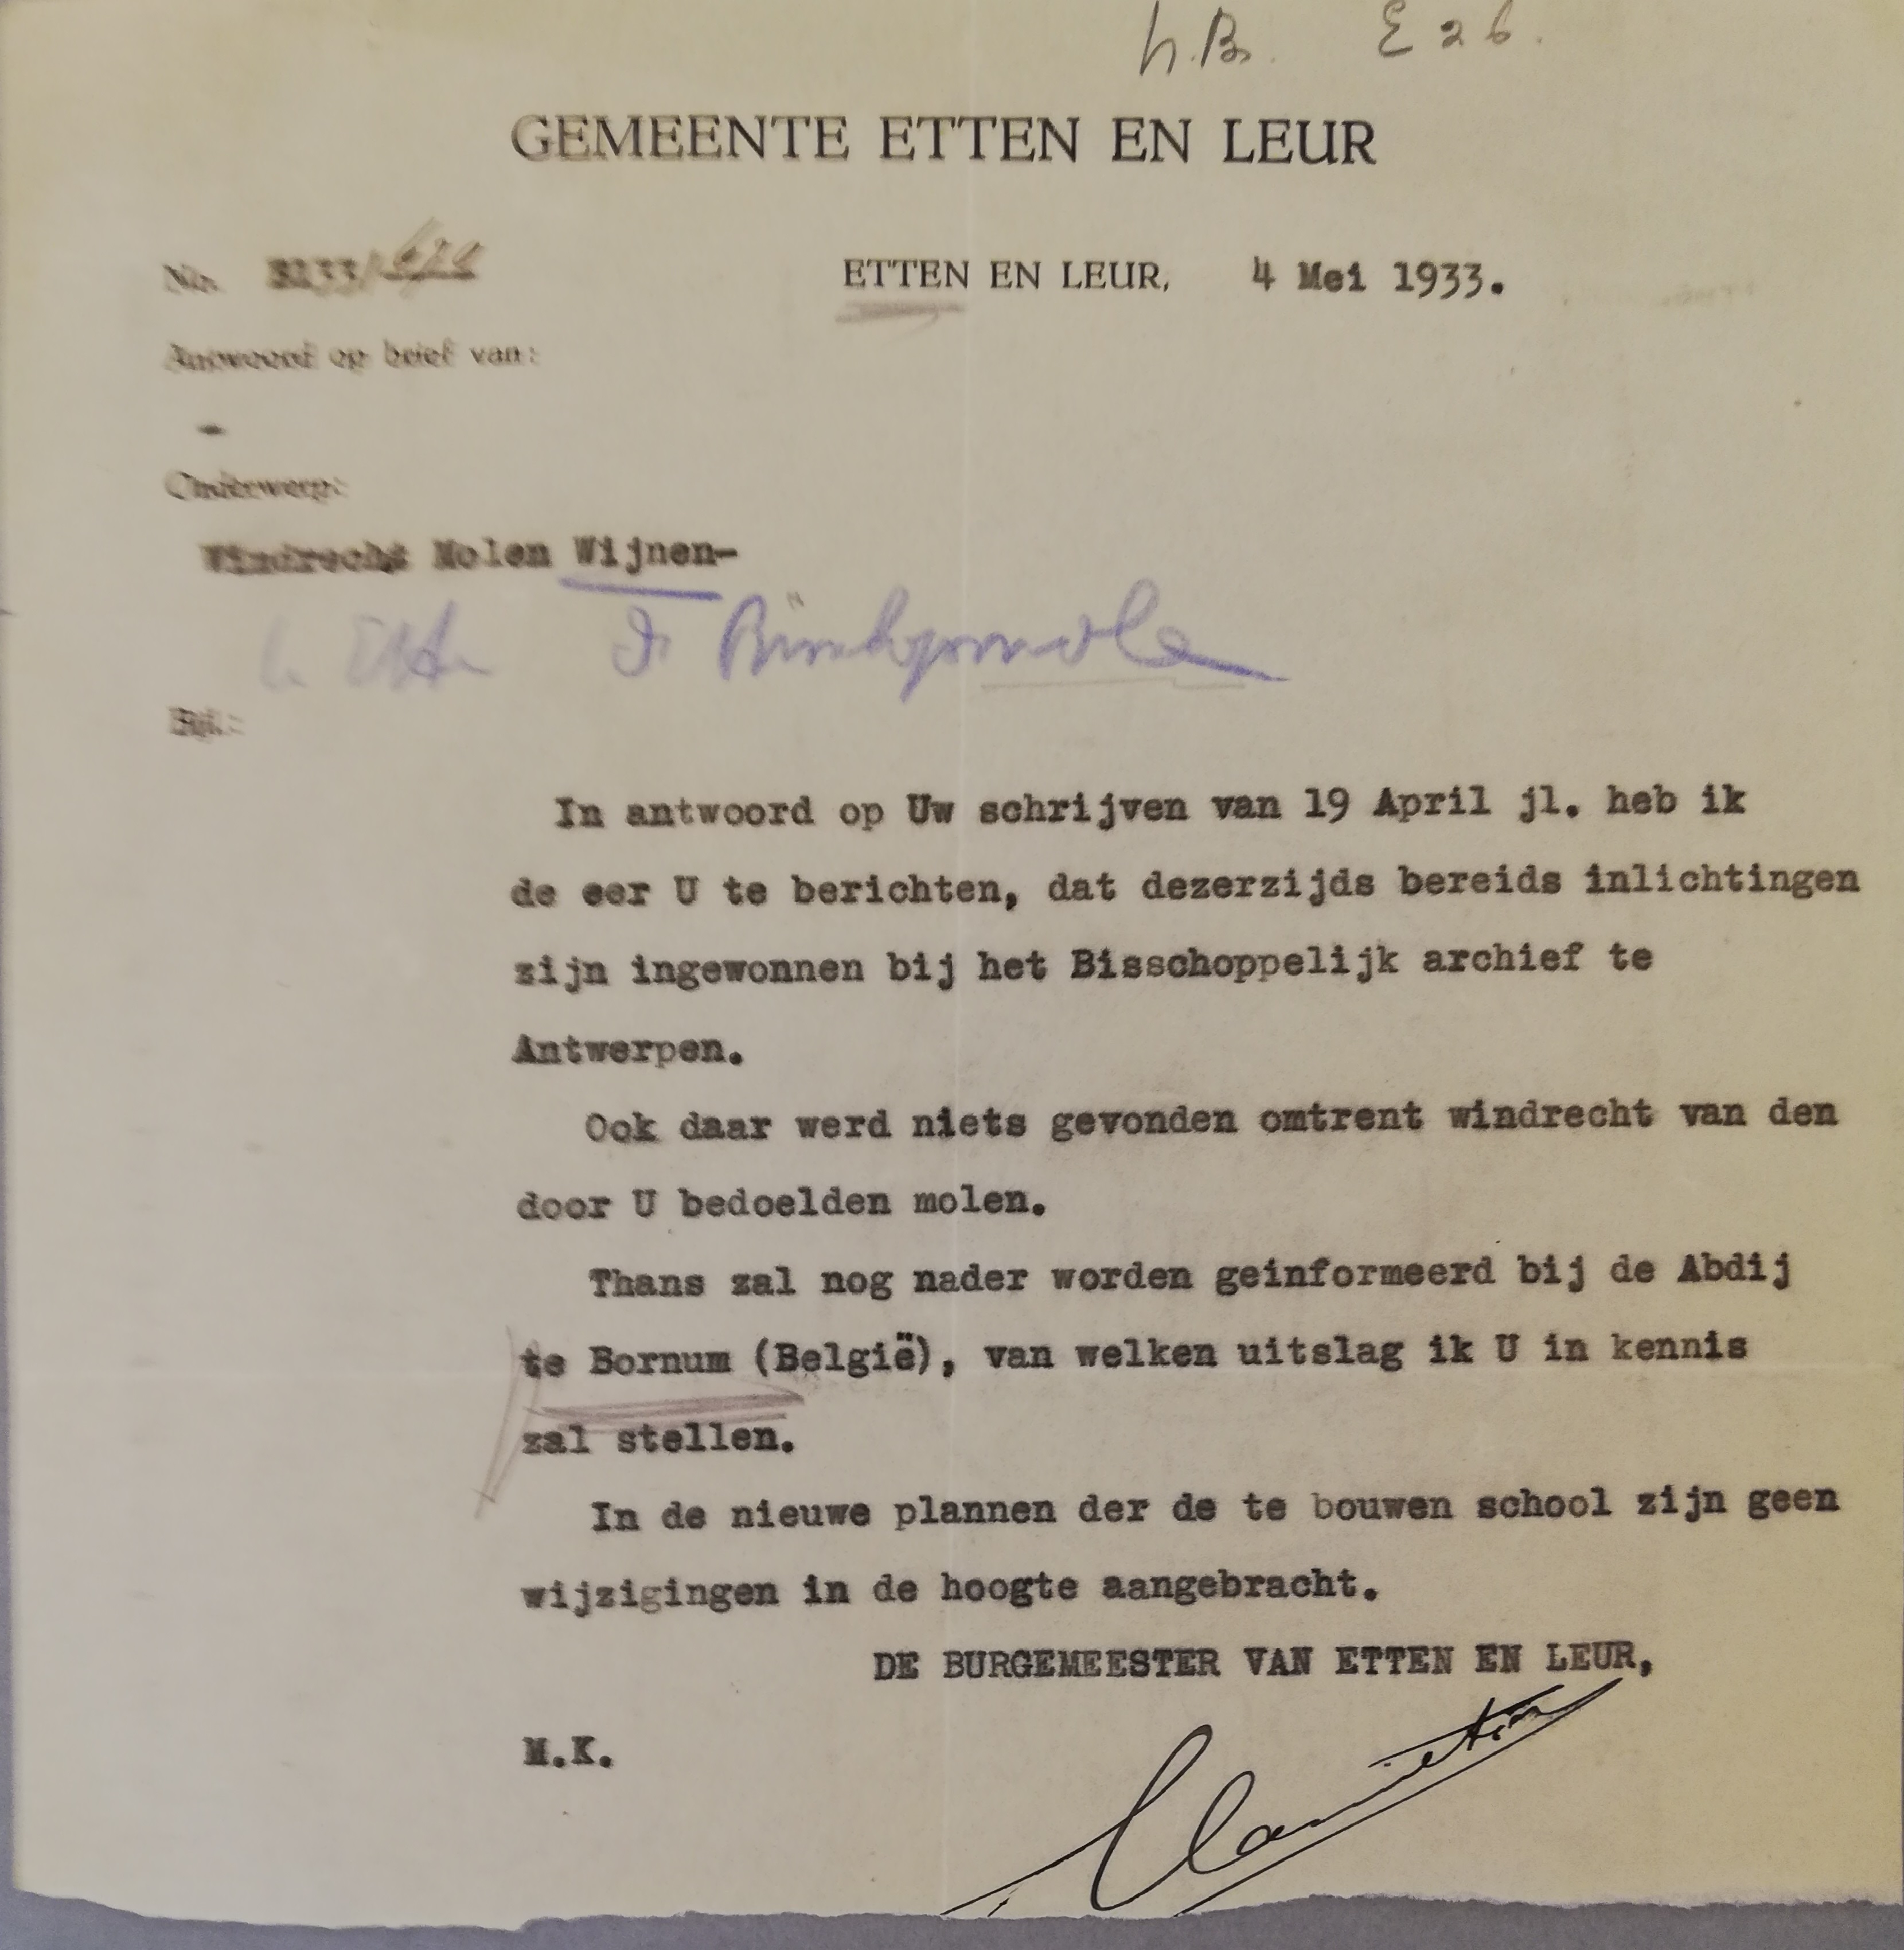 N.B. E 26.
GEMEENTE ETTEN EN LEUR
No.
ETTEN EN LEUR, 4 Mei 1933.
Antwoord op brief van:
-
Onderwerp:
Windrecht Molen Wijnen-
Bijl.:
In antwoord op Uw schrijven van 19 April jl. heb ik
de eer U te berichten, dat dezerzijds bereids inlichtingen
zijn ingewonnen bij het Bisschoppelijk archief te
Antwerpen.
Ook daar werd niets gevonden omtrent windrecht van den
door U bedoelden molen.
Thans zal nog nader worden geinformeerd bij de Abdij
te Bornum (België), van welken uitslag ik U in kennis
zal stellen.
In de nieuwe plannen der de te bouwen school zijn geen
wijzigingen in de hoogte aangebracht.
DE BURGEMEESTER VAN ETTEN EN LEUR,
M.K.